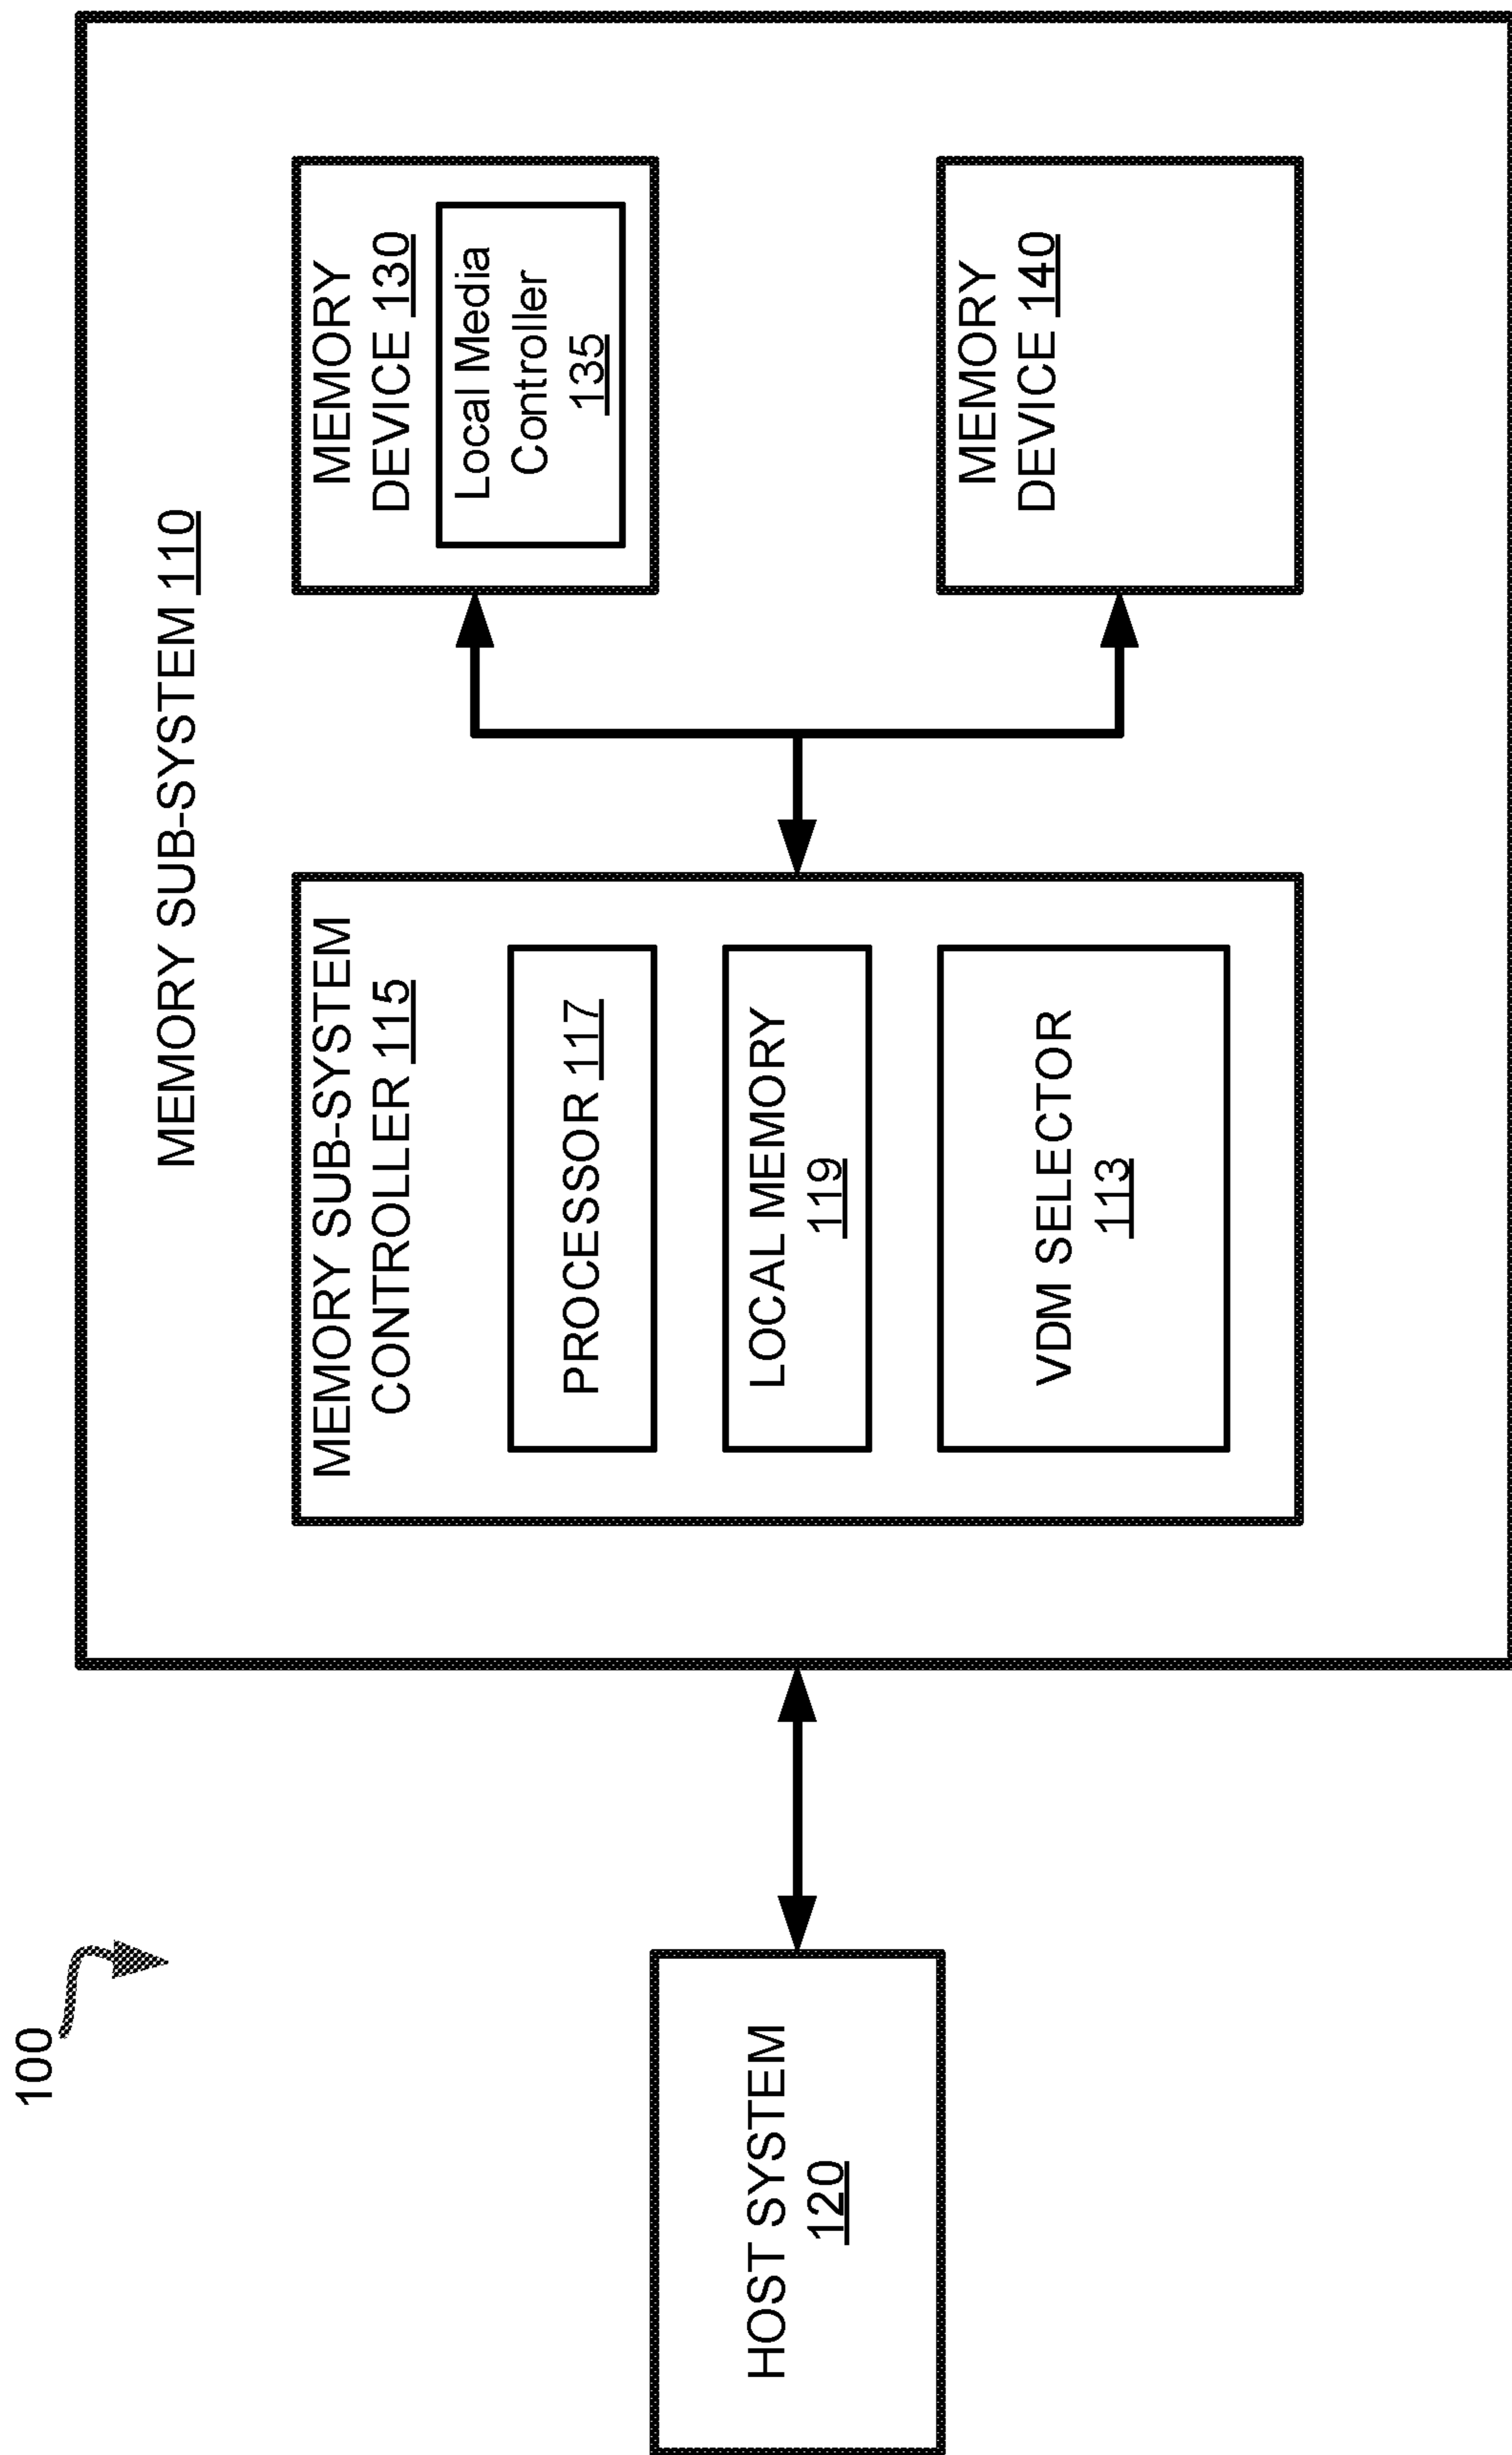 100
MEMORY SUB-SYSTEM 110
MEMORY SUB-SYSTEM
CONTROLLER 115
PROCESSOR 117
LOCAL MEMORY
119
VDM SELECTOR
113
MEMORY
DEVICE 130
Local Media
Controller
135
MEMORY
DEVICE 140
HOST SYSTEM
120